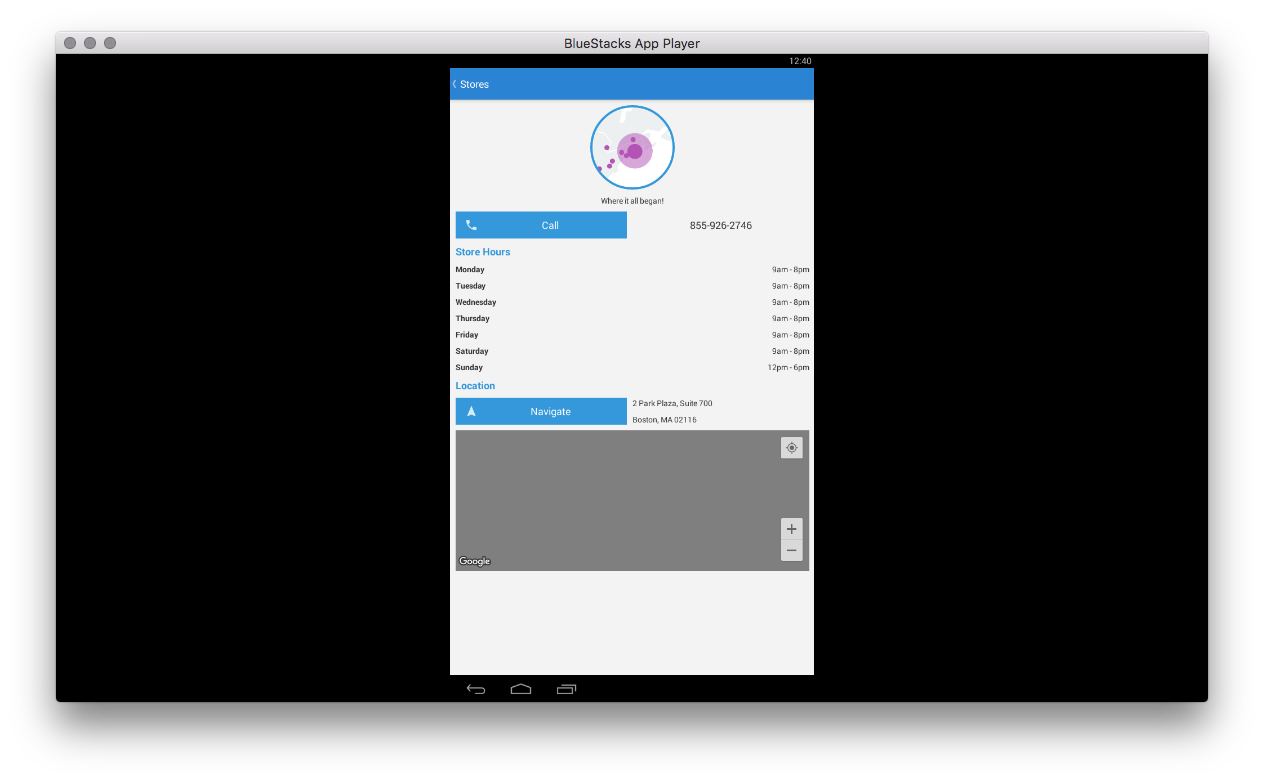 BlueStacks App Player
12:40
Stores
Where it all began!
Call 855-926-2746
Store Hours
Monday 9am - 8pm
Tuesday 9am - 8pm
Wednesday 9am - 8pm
Thursday 9am - 8pm
Friday 9am - 8pm
Saturday 9am - 8pm
Sunday 12pm - 6pm
Location
Navigate
2 Park Plaza, Suite 700
Boston, MA 02116
Google